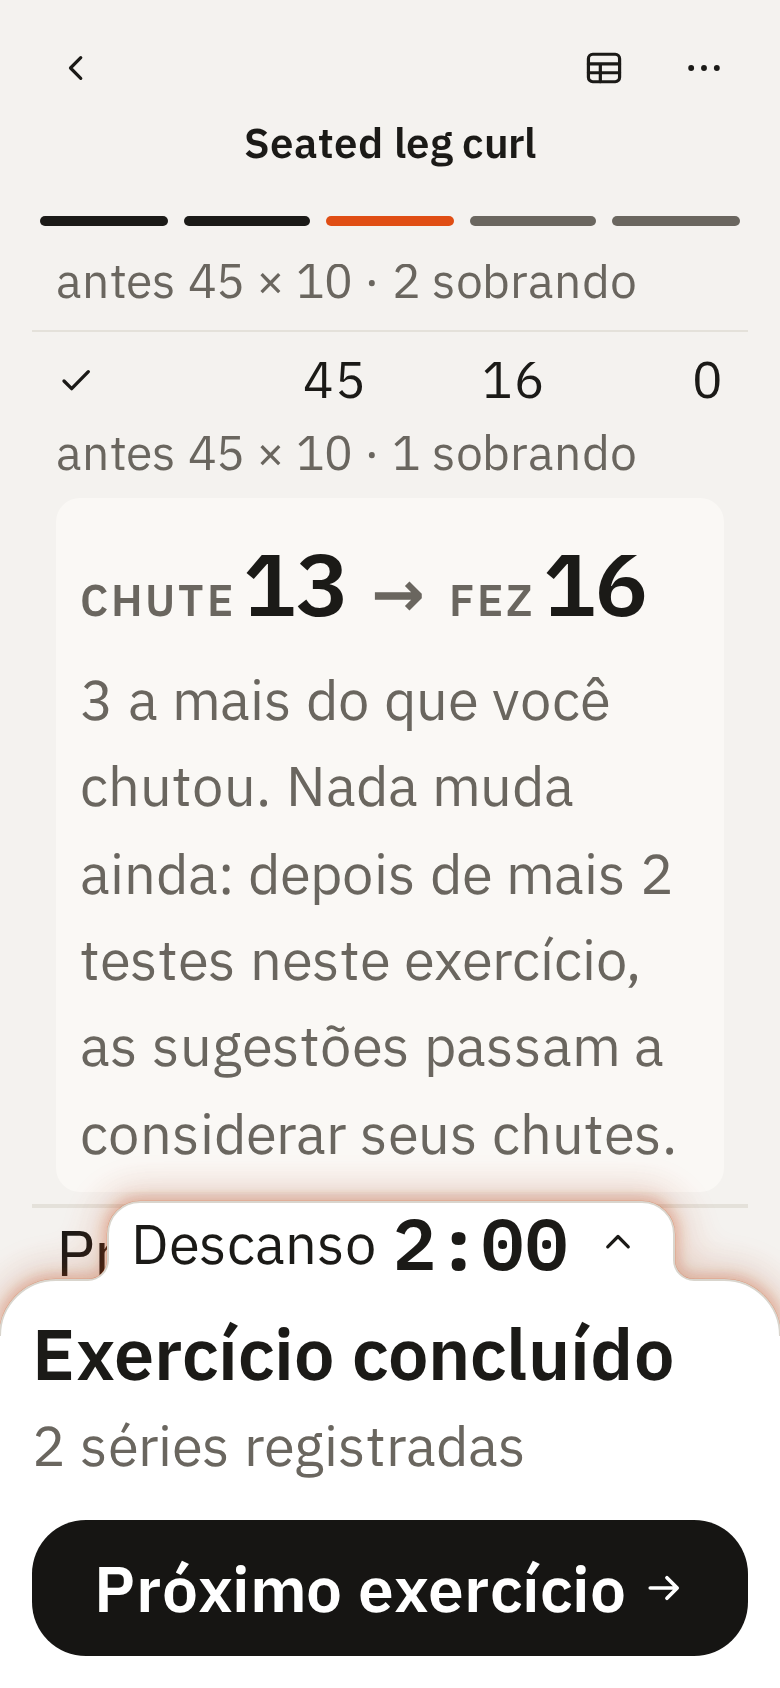 Seated leg curl
antes 45 × 10 · 2 sobrando
45 16 0
antes 45 × 10 · 1 sobrando
CHUTE 13 → FEZ 16
3 a mais do que você
chutou. Nada muda
ainda: depois de mais 2
testes neste exercício,
as sugestões passam a
considerar seus chutes.
Descanso 2:00
Exercício concluído
2 séries registradas
Próximo exercício →